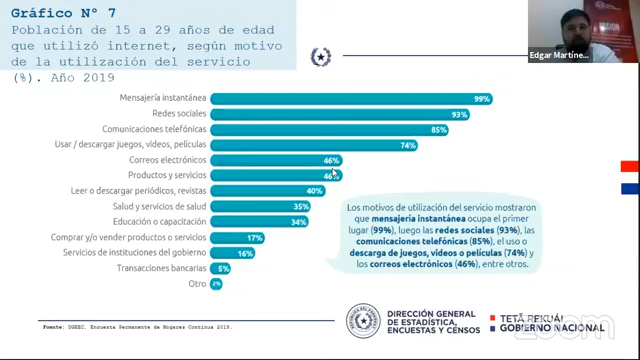 Gráfico Nº 7
Población de 15 a 29 años de edad
que utilizó internet, según motivo
de la utilización del servicio
(%). Año 2019
Edgar Martíne...
Mensajería instantánea 99%
Redes sociales 93%
Comunicaciones telefónicas 85%
Usar / descargar juegos, videos, películas 74%
Correos electrónicos 46%
Productos y servicios 46%
Leer o descargar periódicos, revistas 40%
Salud y servicios de salud 35%
Educación o capacitación 34%
Comprar y/o vender productos o servicios 17%
Servicios de instituciones del gobierno 16%
Transacciones bancarias 5%
Otro 2%
Los motivos de utilización del servicio mostraron
que mensajería instantánea ocupa el primer
lugar (99%), luego las redes sociales (93%), las
comunicaciones telefónicas (85%), el uso o
descarga de juegos, videos o películas (74%) y
los correos electrónicos (46%), entre otros.
Fuente: DGEEC. Encuesta Permanente de Hogares Continua 2019.
DIRECCIÓN GENERAL
DE ESTADÍSTICA,
ENCUESTAS Y CENSOS
TETÃ REKUÁI
GOBIERNO NACIONAL
zoom